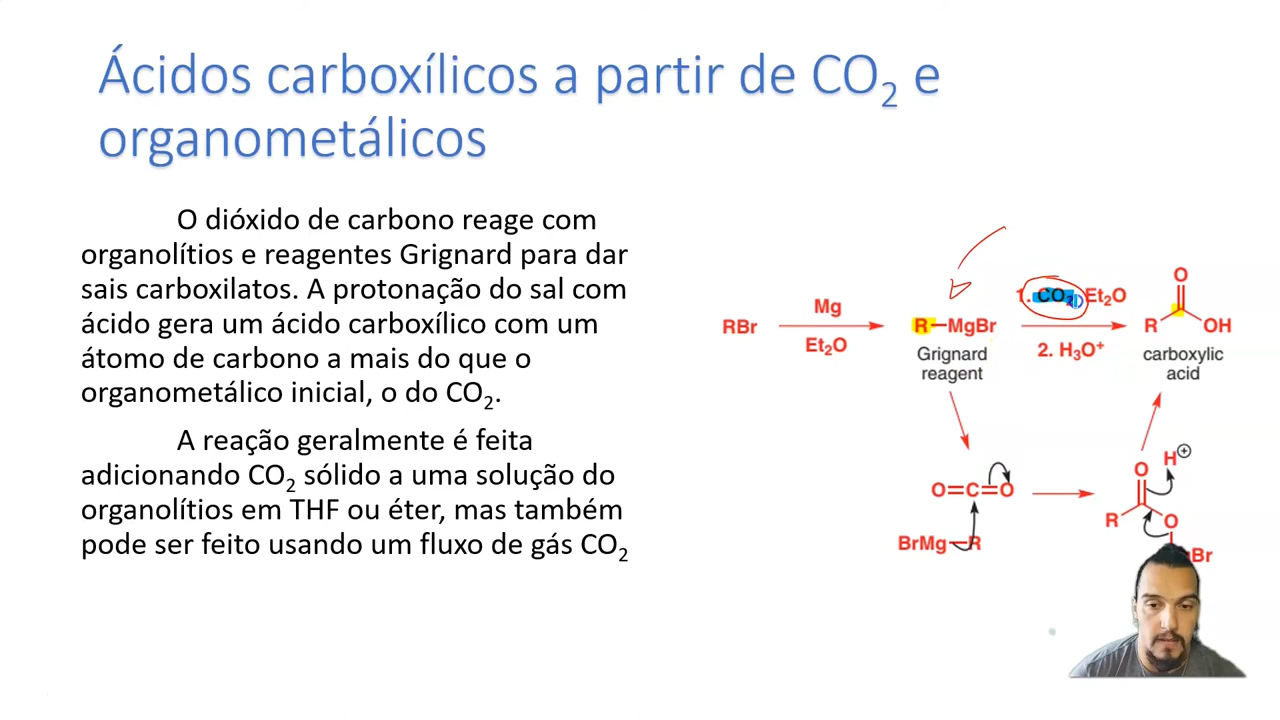 Ácidos carboxílicos a partir de CO₂ e
organometálicos
O dióxido de carbono reage com
organolítios e reagentes Grignard para dar
sais carboxilatos. A protonação do sal com
ácido gera um ácido carboxílico com um
átomo de carbono a mais do que o
organometálico inicial, o do CO₂.
A reação geralmente é feita
adicionando CO₂ sólido a uma solução do
organolítios em THF ou éter, mas também
pode ser feito usando um fluxo de gás CO₂
RBr
Mg
Et₂O
R—MgBr
Grignard
reagent
1. CO₂, Et₂O
2. H₃O⁺
O
R
OH
carboxylic
acid
O=C=O
BrMg—R
O
H⊕
R
O
gBr